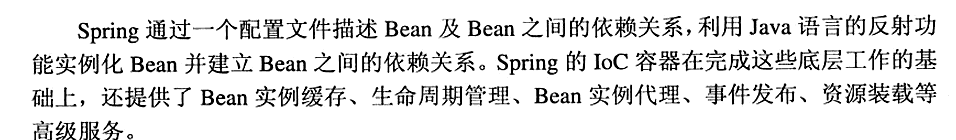 Spring 通过一个配置文件描述 Bean 及 Bean 之间的依赖关系，利用 Java 语言的反射功
能实例化 Bean 并建立 Bean 之间的依赖关系。Spring 的 IoC 容器在完成这些底层工作的基
础上，还提供了 Bean 实例缓存、生命周期管理、Bean 实例代理、事件发布、资源装载等
高级服务。